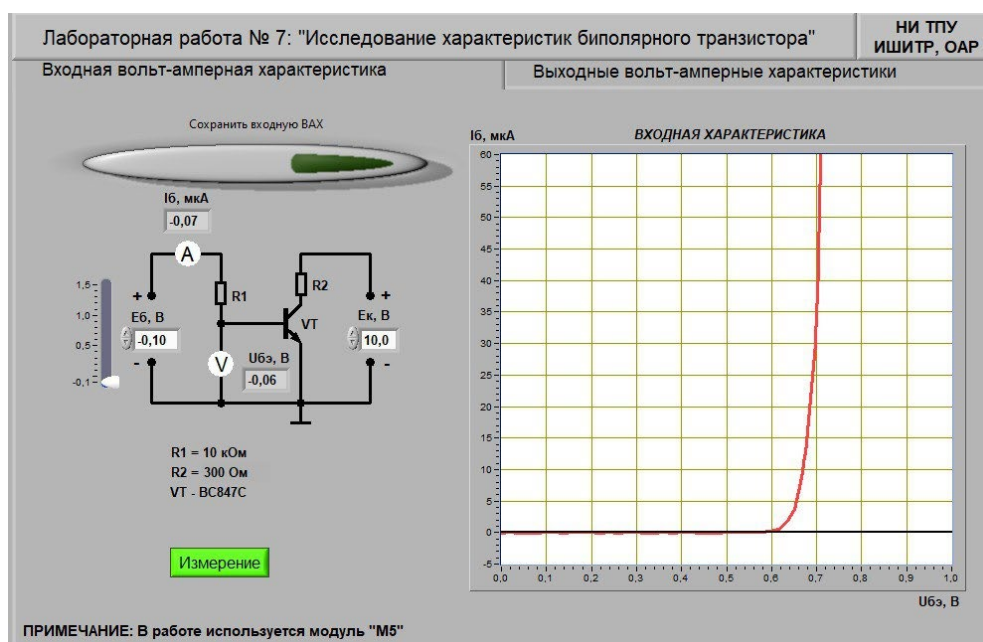 Лабораторная работа № 7: "Исследование характеристик биполярного транзистора"
НИ ТПУ
ИШИТР, ОАР
Входная вольт-амперная характеристика
Выходные вольт-амперные характеристики
Сохранить входную ВАХ
Iб, мкА
-0,07
A
1,5
1,0
0,5
-0,1
+
Eб, В
-0,10
-
R1
V
Uбэ, В
-0,06
R2
VT
+
Eк, В
10,0
-
R1 = 10 кОм
R2 = 300 Ом
VT - BC847C
Измерение
Iб, мкА
ВХОДНАЯ ХАРАКТЕРИСТИКА
60
55
50
45
40
35
30
25
20
15
10
5
0
-5
0,0 0,1 0,2 0,3 0,4 0,5 0,6 0,7 0,8 0,9 1,0
Uбэ, В
ПРИМЕЧАНИЕ: В работе используется модуль "М5"